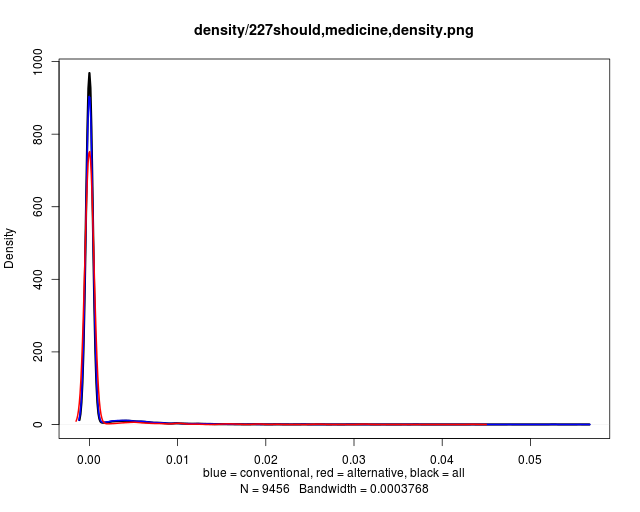 density/227should,medicine,density.png
Density
1000
800
600
400
200
0
0.00 0.01 0.02 0.03 0.04 0.05
blue = conventional, red = alternative, black = all
N = 9456 Bandwidth = 0.0003768